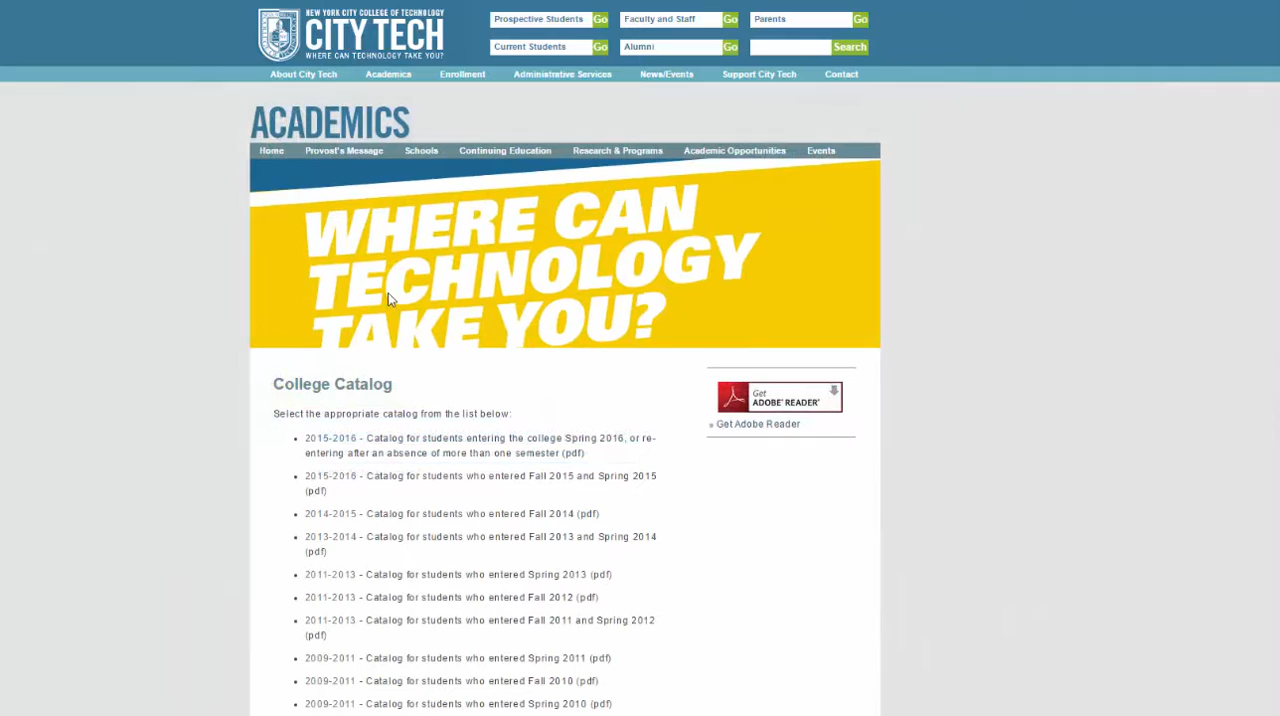 NEW YORK CITY COLLEGE OF TECHNOLOGY
CITY TECH
WHERE CAN TECHNOLOGY TAKE YOU?
Prospective Students Go
Faculty and Staff Go
Parents Go
Current Students Go
Alumni Go
Search
About City Tech Academics Enrollment Administrative Services News/Events Support City Tech Contact
ACADEMICS
Home Provost's Message Schools Continuing Education Research & Programs Academic Opportunities Events
WHERE CAN
TECHNOLOGY
TAKE YOU?
College Catalog
Select the appropriate catalog from the list below:
• 2015-2016 - Catalog for students entering the college Spring 2016, or re-
entering after an absence of more than one semester (pdf)
• 2015-2016 - Catalog for students who entered Fall 2015 and Spring 2015
(pdf)
• 2014-2015 - Catalog for students who entered Fall 2014 (pdf)
• 2013-2014 - Catalog for students who entered Fall 2013 and Spring 2014
(pdf)
• 2011-2013 - Catalog for students who entered Spring 2013 (pdf)
• 2011-2013 - Catalog for students who entered Fall 2012 (pdf)
• 2011-2013 - Catalog for students who entered Fall 2011 and Spring 2012
(pdf)
• 2009-2011 - Catalog for students who entered Spring 2011 (pdf)
• 2009-2011 - Catalog for students who entered Fall 2010 (pdf)
• 2009-2011 - Catalog for students who entered Spring 2010 (pdf)
Get
ADOBE® READER®
» Get Adobe Reader